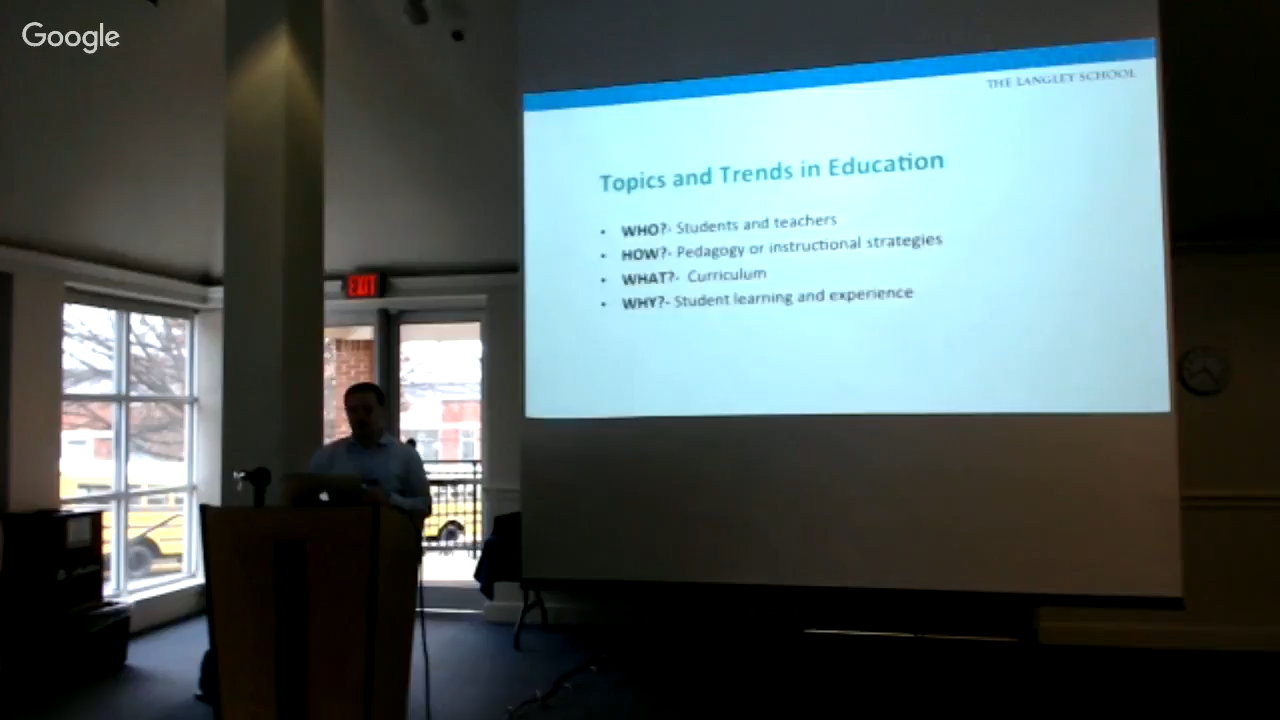 Google
THE LANGLEY SCHOOL
Topics and Trends in Education
• WHO?- Students and teachers
• HOW?- Pedagogy or instructional strategies
• WHAT?- Curriculum
• WHY?- Student learning and experience
EXIT